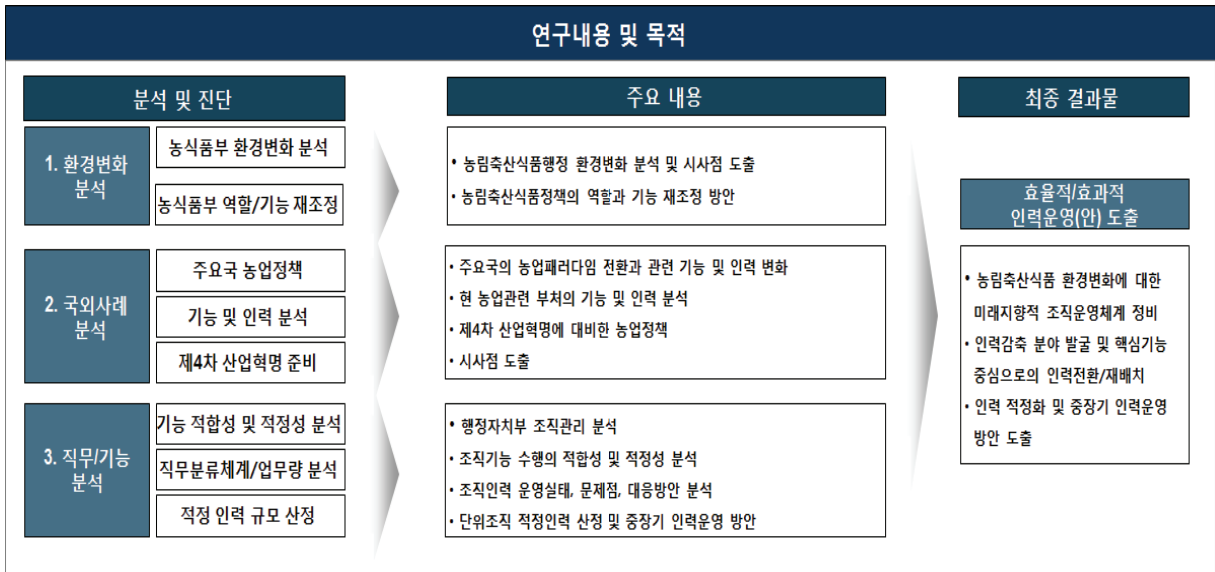 연구내용 및 목적
분석 및 진단
1. 환경변화
분석
농식품부 환경변화 분석
농식품부 역할/기능 재조정
2. 국외사례
분석
주요국 농업정책
기능 및 인력 분석
제4차 산업혁명 준비
3. 직무/기능
분석
기능 적합성 및 적정성 분석
직무분류체계/업무량 분석
적정 인력 규모 산정
주요 내용
• 농림축산식품행정 환경변화 분석 및 시사점 도출
• 농림축산식품정책의 역할과 기능 재조정 방안
• 주요국의 농업패러다임 전환과 관련 기능 및 인력 변화
• 현 농업관련 부처의 기능 및 인력 분석
• 제4차 산업혁명에 대비한 농업정책
• 시사점 도출
• 행정자치부 조직관리 분석
• 조직기능 수행의 적합성 및 적정성 분석
• 조직인력 운영실태, 문제점, 대응방안 분석
• 단위조직 적정인력 산정 및 중장기 인력운영 방안
최종 결과물
효율적/효과적
인력운영(안) 도출
• 농림축산식품 환경변화에 대한
미래지향적 조직운영체계 정비
• 인력감축 분야 발굴 및 핵심기능
중심으로의 인력전환/재배치
• 인력 적정화 및 중장기 인력운영
방안 도출